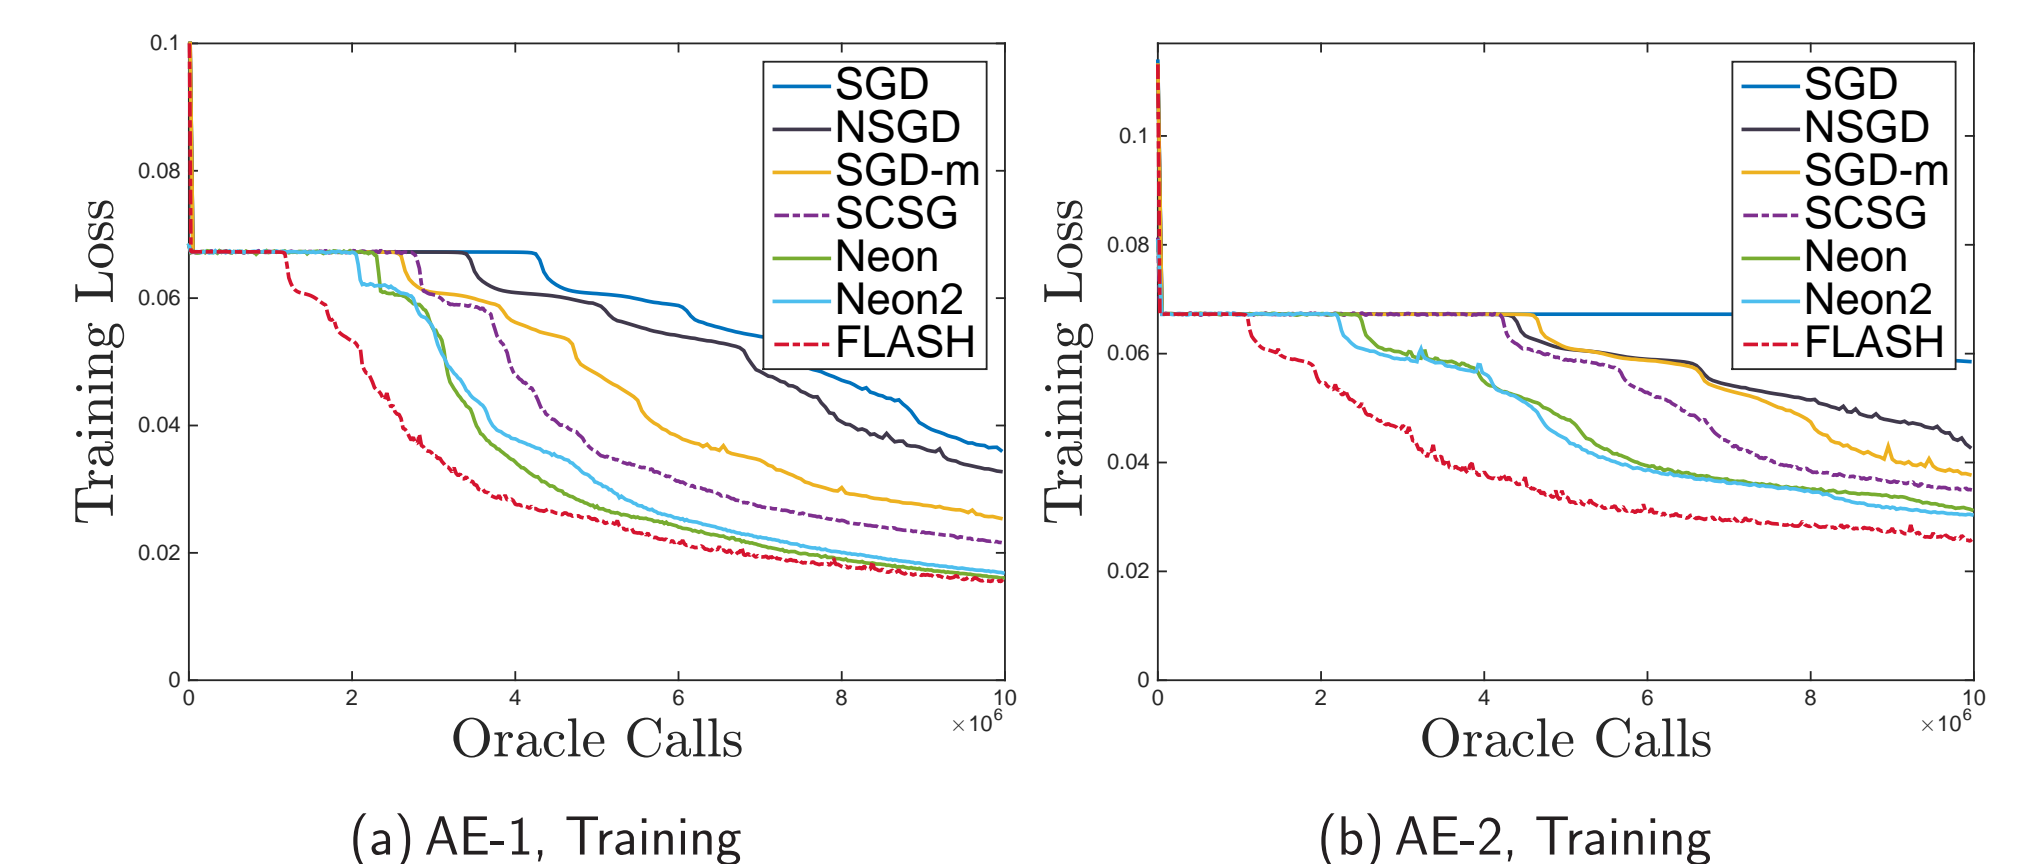 0.1
0.08
0.06
0.04
0.02
0
0 2 4 6 8 10
×10^6
Training Loss
Oracle Calls
SGD
NSGD
SGD-m
SCSG
Neon
Neon2
FLASH
(a) AE-1, Training
0.1
0.08
0.06
0.04
0.02
0
0 2 4 6 8 10
×10^6
Training Loss
Oracle Calls
SGD
NSGD
SGD-m
SCSG
Neon
Neon2
FLASH
(b) AE-2, Training